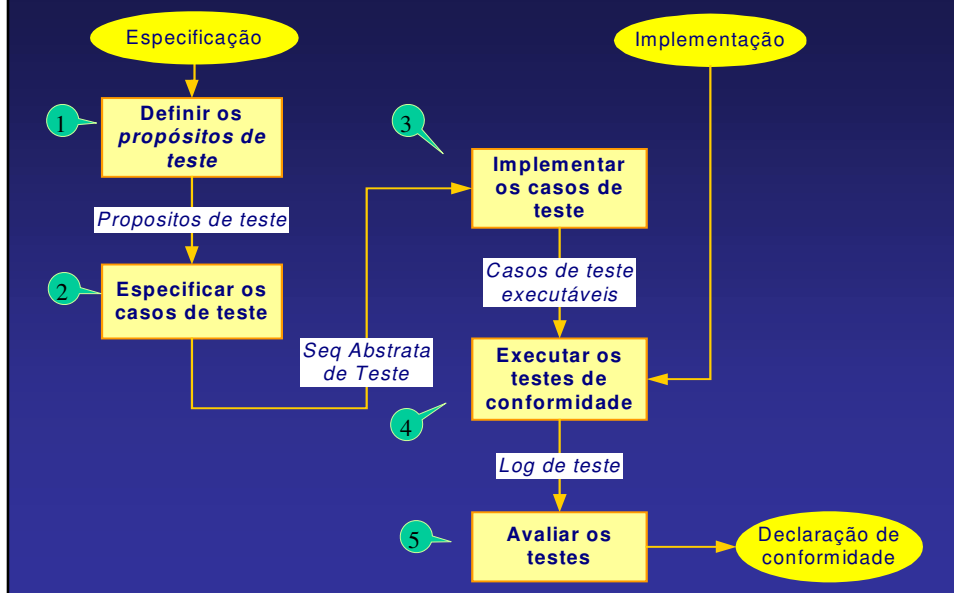 Especificação
Implementação
1
Definir os
propósitos de
teste
Propositos de teste
2
Especificar os
casos de teste
Seq Abstrata
de Teste
3
Implementar
os casos de
teste
Casos de teste
executáveis
Executar os
testes de
conformidade
4
Log de teste
5
Avaliar os
testes
Declaração de
conformidade